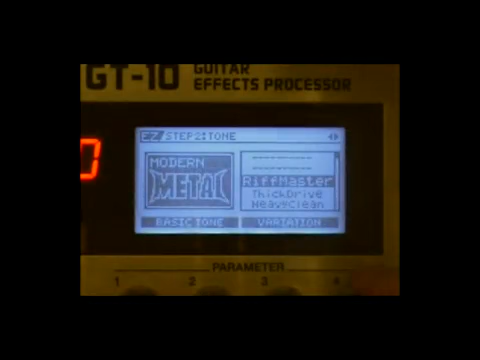 GT-10 GUITAR
EFFECTS PROCESSOR
EZ STEP2:TONE
MODERN
METAL
----------
----------
RiffMaster
ThickDrive
HeavyClean
BASIC TONE
VARIATION
0
PARAMETER
1 2 3 4